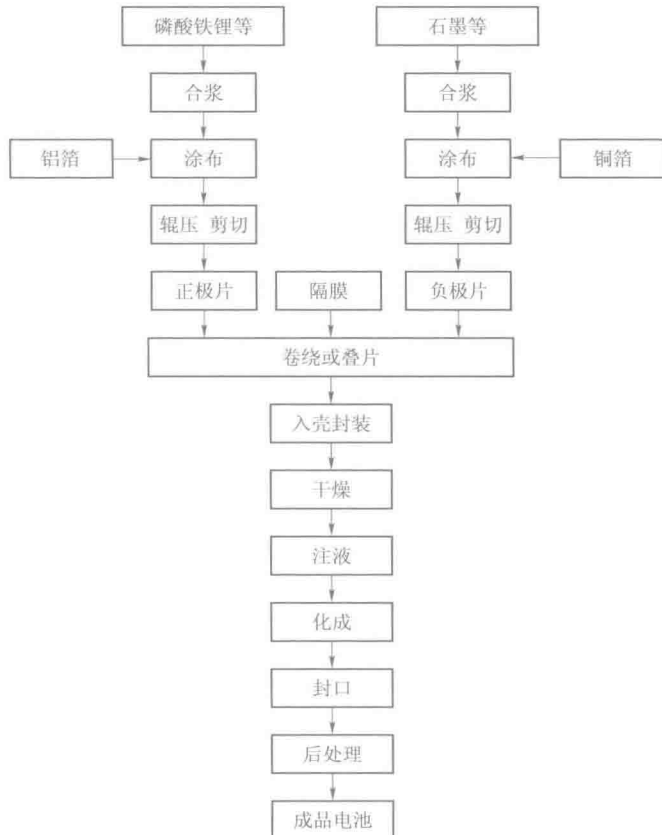 磷酸铁锂等
石墨等
合浆
合浆
铝箔
涂布
涂布
铜箔
辊压 剪切
辊压 剪切
正极片
隔膜
负极片
卷绕或叠片
入壳封装
干燥
注液
化成
封口
后处理
成品电池